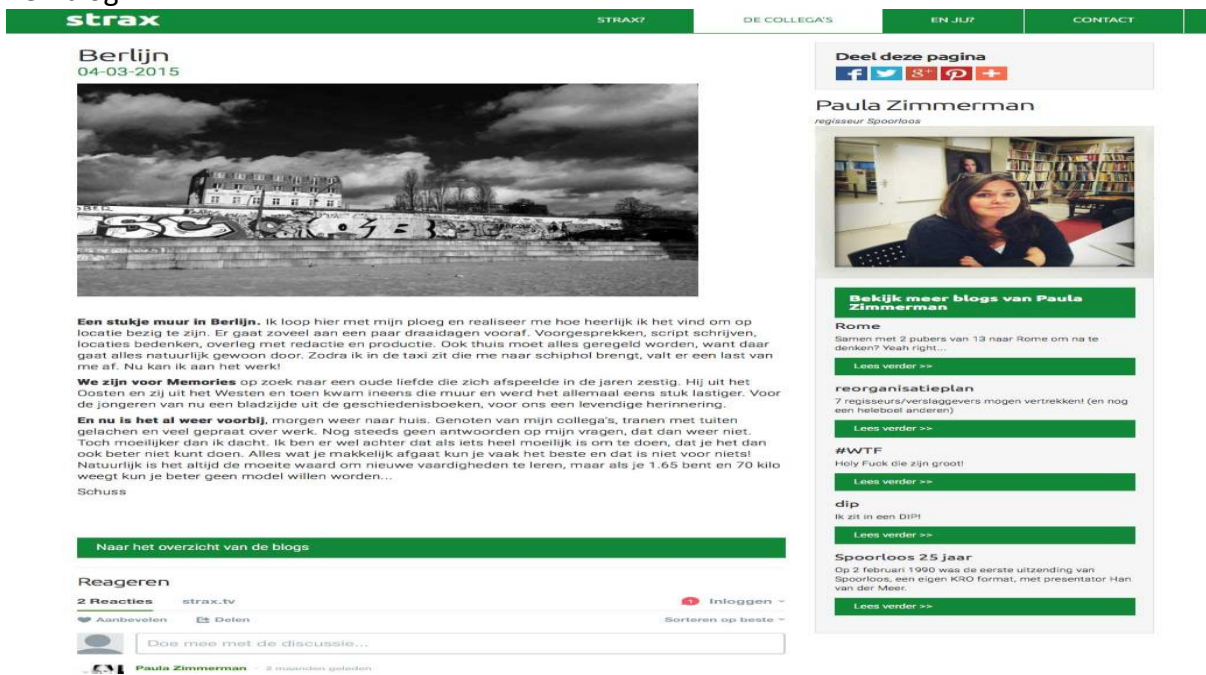 strax
STRAX?
DE COLLEGA'S
EN JIJ?
CONTACT
Berlijn
04-03-2015
Een stukje muur in Berlijn. Ik loop hier met mijn ploeg en realiseer me hoe heerlijk ik het vind om op
locatie bezig te zijn. Er gaat zoveel aan een paar draaidagen vooraf. Voorgesprekken, script schrijven,
locaties bedenken, overleg met redactie en productie. Ook thuis moet alles geregeld worden, want daar
gaat alles natuurlijk gewoon door. Zodra ik in de taxi zit die me naar schiphol brengt, valt er een last van
me af. Nu kan ik aan het werk!
We zijn voor Memories op zoek naar een oude liefde die zich afspeelde in de jaren zestig. Hij uit het
Oosten en zij uit het Westen en toen kwam ineens die muur en werd het allemaal eens stuk lastiger. Voor
de jongeren van nu een bladzijde uit de geschiedenisboeken, voor ons een levendige herinnering.
En nu is het al weer voorbij, morgen weer naar huis. Genoten van mijn collega's, tranen met tuiten
gelachen en veel gepraat over werk. Nog steeds geen antwoorden op mijn vragen, dat dan weer niet.
Toch moeilijker dan ik dacht. Ik ben er wel achter dat als iets heel moeilijk is om te doen, dat je het dan
ook beter niet kunt doen. Alles wat je makkelijk afgaat kun je vaak het beste en dat is niet voor niets!
Natuurlijk is het altijd de moeite waard om nieuwe vaardigheden te leren, maar als je 1.65 bent en 70 kilo
weegt kun je beter geen model willen worden...
Schuss
Naar het overzicht van de blogs
Reageren
2 Reacties
strax.tv
1
Inloggen
Aanbevelen
Delen
Sorteren op beste
Doe mee met de discussie...
Paula Zimmerman · 2 maanden geleden
Deel deze pagina
Paula Zimmerman
regisseur Spoorloos
Bekijk meer blogs van Paula
Zimmerman
Rome
Samen met 2 pubers van 13 naar Rome om na te
denken? Yeah right...
Lees verder >>
reorganisatieplan
7 regisseurs/verslaggevers mogen vertrekken! (en nog
een heleboel anderen)
Lees verder >>
#WTF
Holy Fuck die zijn groot!
Lees verder >>
dip
Ik zit in een DIP!
Lees verder >>
Spoorloos 25 jaar
Op 2 februari 1990 was de eerste uitzending van
Spoorloos, een eigen KRO format, met presentator Han
van der Meer.
Lees verder >>